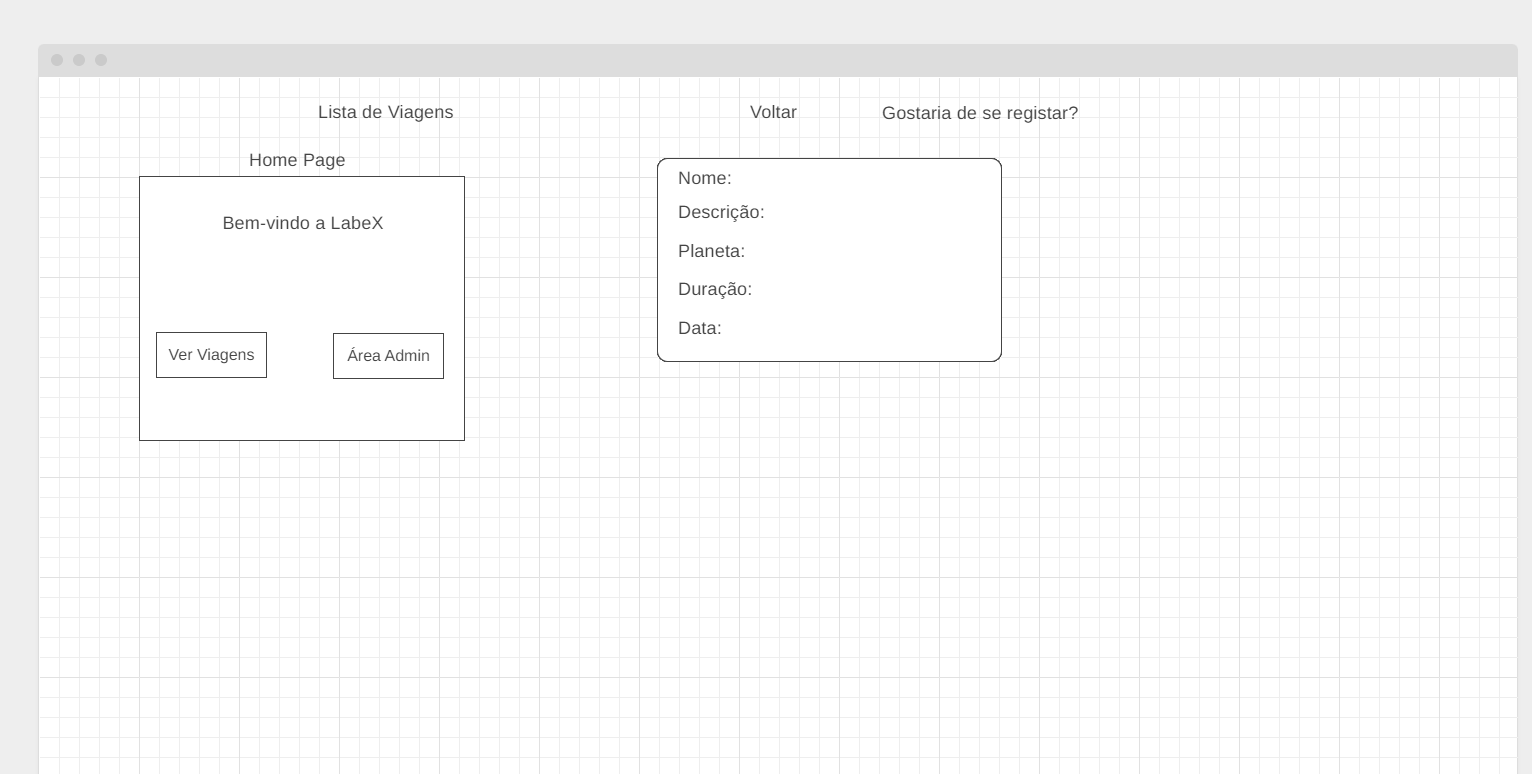 Lista de Viagens
Voltar
Gostaria de se registar?
Home Page
Bem-vindo a LabeX
Ver Viagens
Área Admin
Nome:
Descrição:
Planeta:
Duração:
Data: